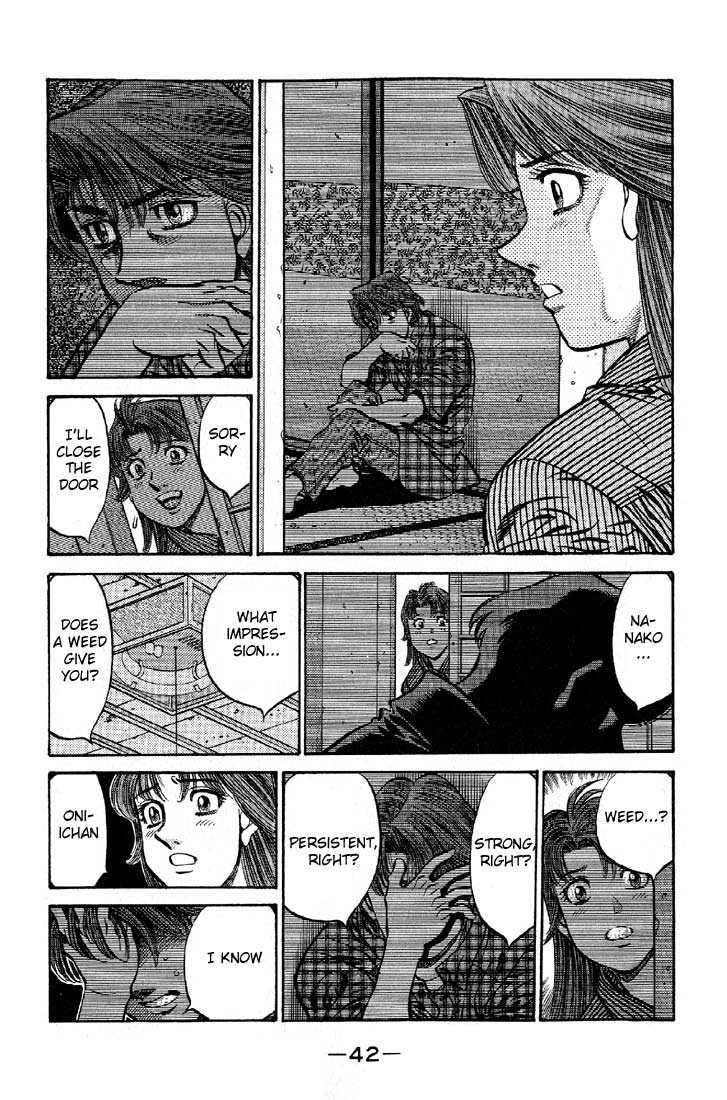 SOR-
RY
I'LL
CLOSE
THE
DOOR
NA-
NAKO
...
WHAT
IMPRES-
SION...
DOES
A WEED
GIVE
YOU?
WEED...?
STRONG,
RIGHT?
PERSISTENT,
RIGHT?
ONI-
ICHAN
I KNOW
—42—